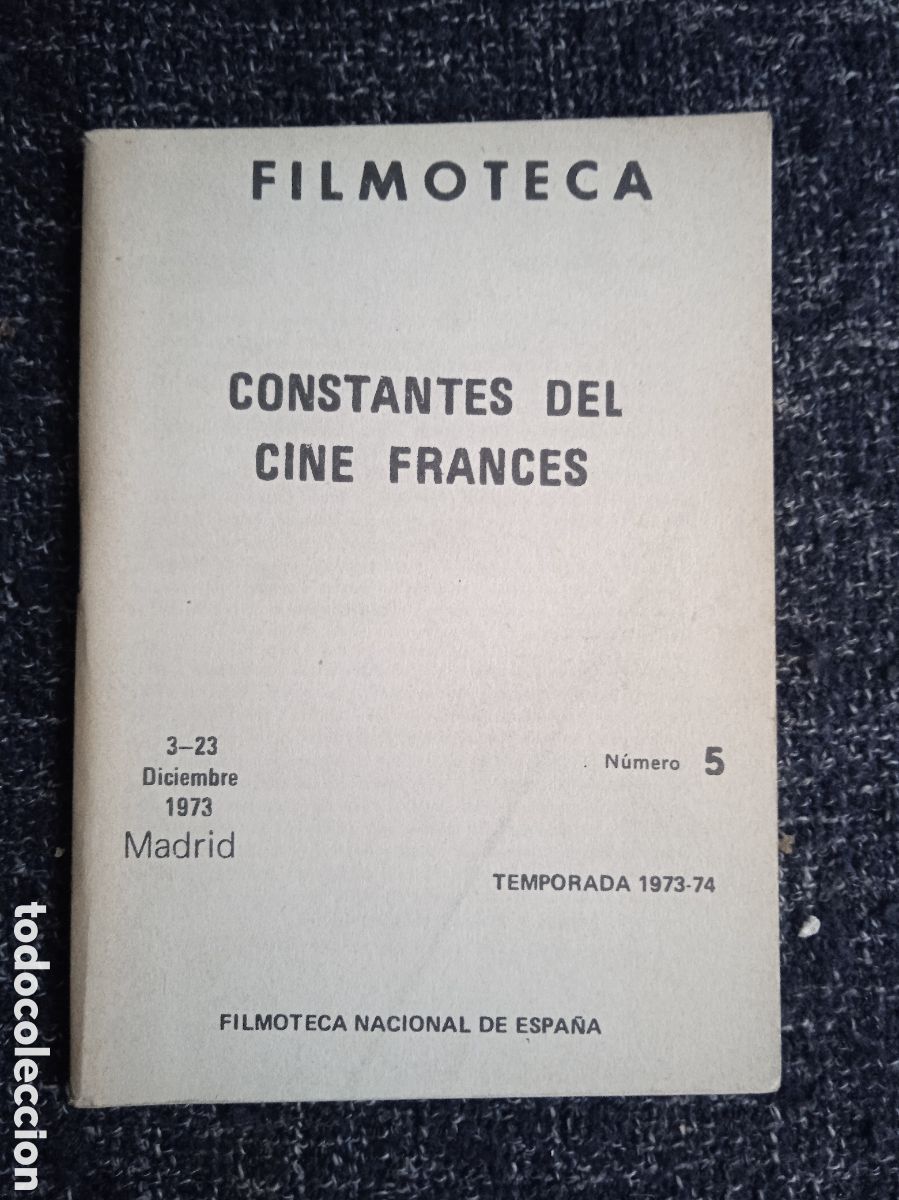 FILMOTECA
CONSTANTES DEL
CINE FRANCES
3–23
Diciembre
1973
Madrid
Número 5
TEMPORADA 1973-74
FILMOTECA NACIONAL DE ESPAÑA
todocoleccion